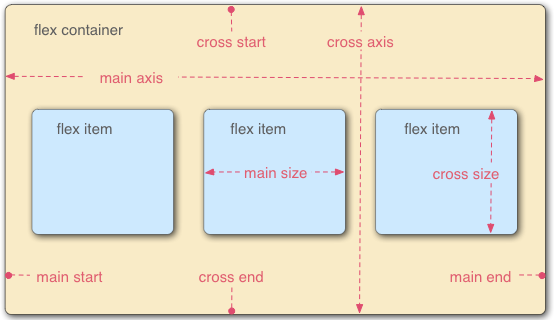 flex container
cross start
cross axis
main axis
flex item
flex item
flex item
main size
cross size
main start
cross end
main end